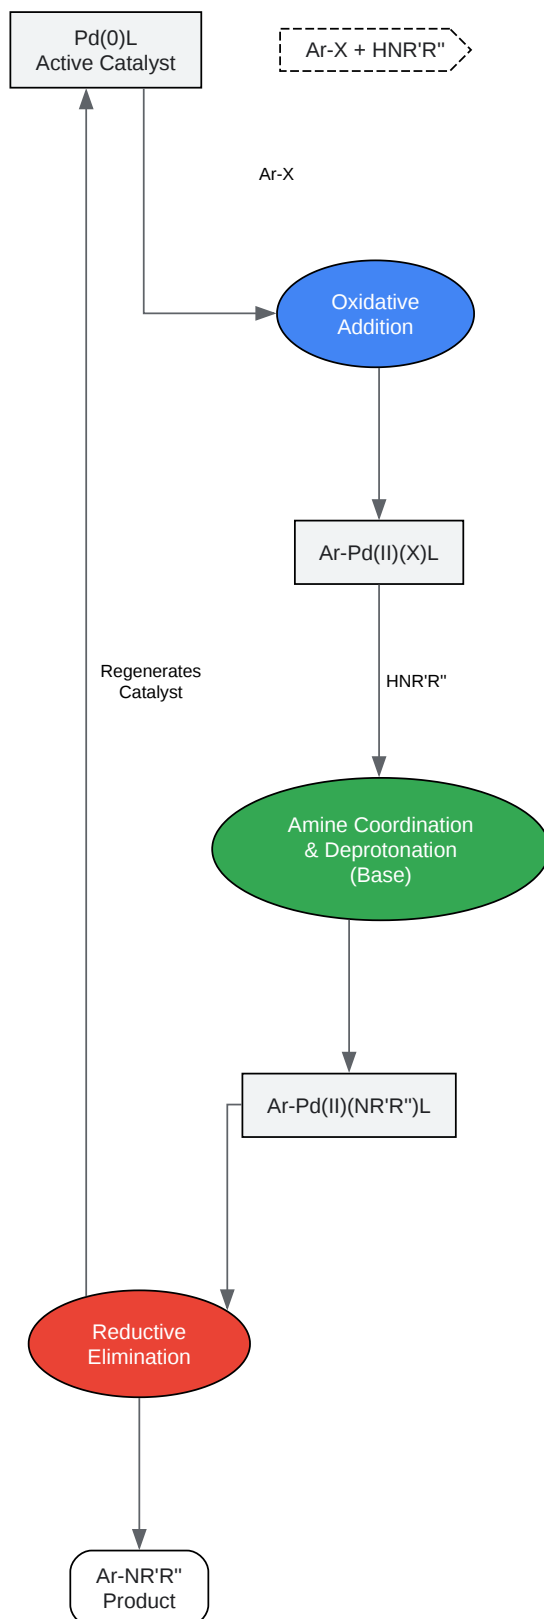 Pd(0)L
Active Catalyst
Ar-X + HNR'R"
Ar-X
Oxidative
Addition
Ar-Pd(II)(X)L
Regenerates
Catalyst
HNR'R"
Amine Coordination
& Deprotonation
(Base)
Ar-Pd(II)(NR'R")L
Reductive
Elimination
Ar-NR'R"
Product